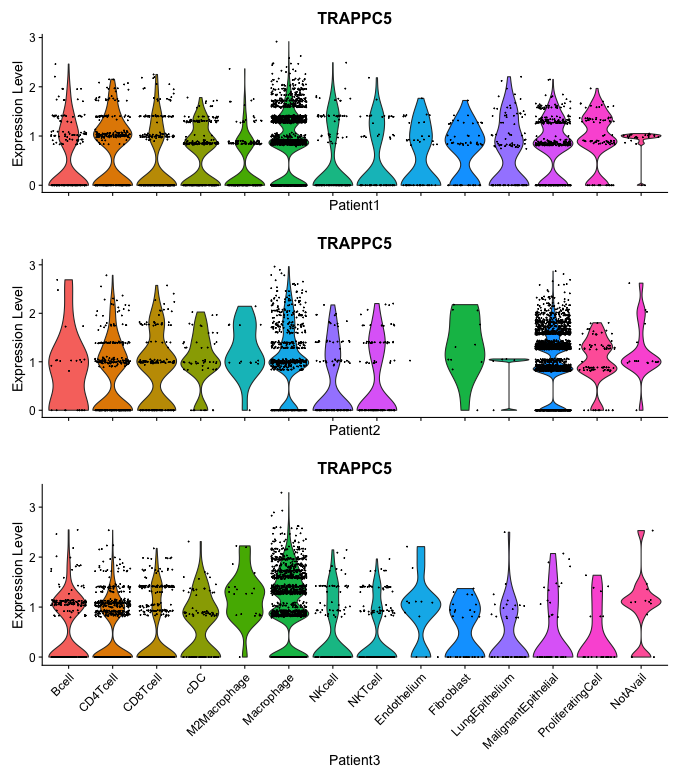 TRAPPC5
Expression Level
3
2
1
0
Patient1
TRAPPC5
Expression Level
3
2
1
0
Patient2
TRAPPC5
Expression Level
3
2
1
0
Bcell
CD4Tcell
CD8Tcell
cDC
M2Macrophage
Macrophage
NKcell
NKTcell
Endothelium
Fibroblast
LungEpithelium
MalignantEpithelial
ProliferatingCell
NotAvail
Patient3